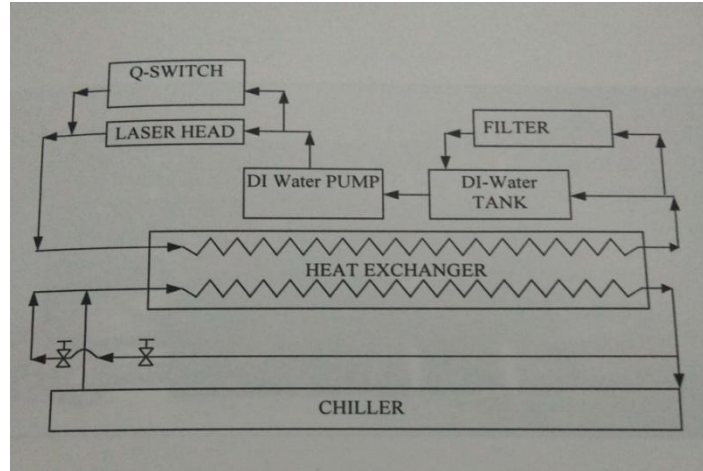 Q-SWITCH
LASER HEAD
FILTER
DI Water PUMP
DI-Water
TANK
HEAT EXCHANGER
CHILLER